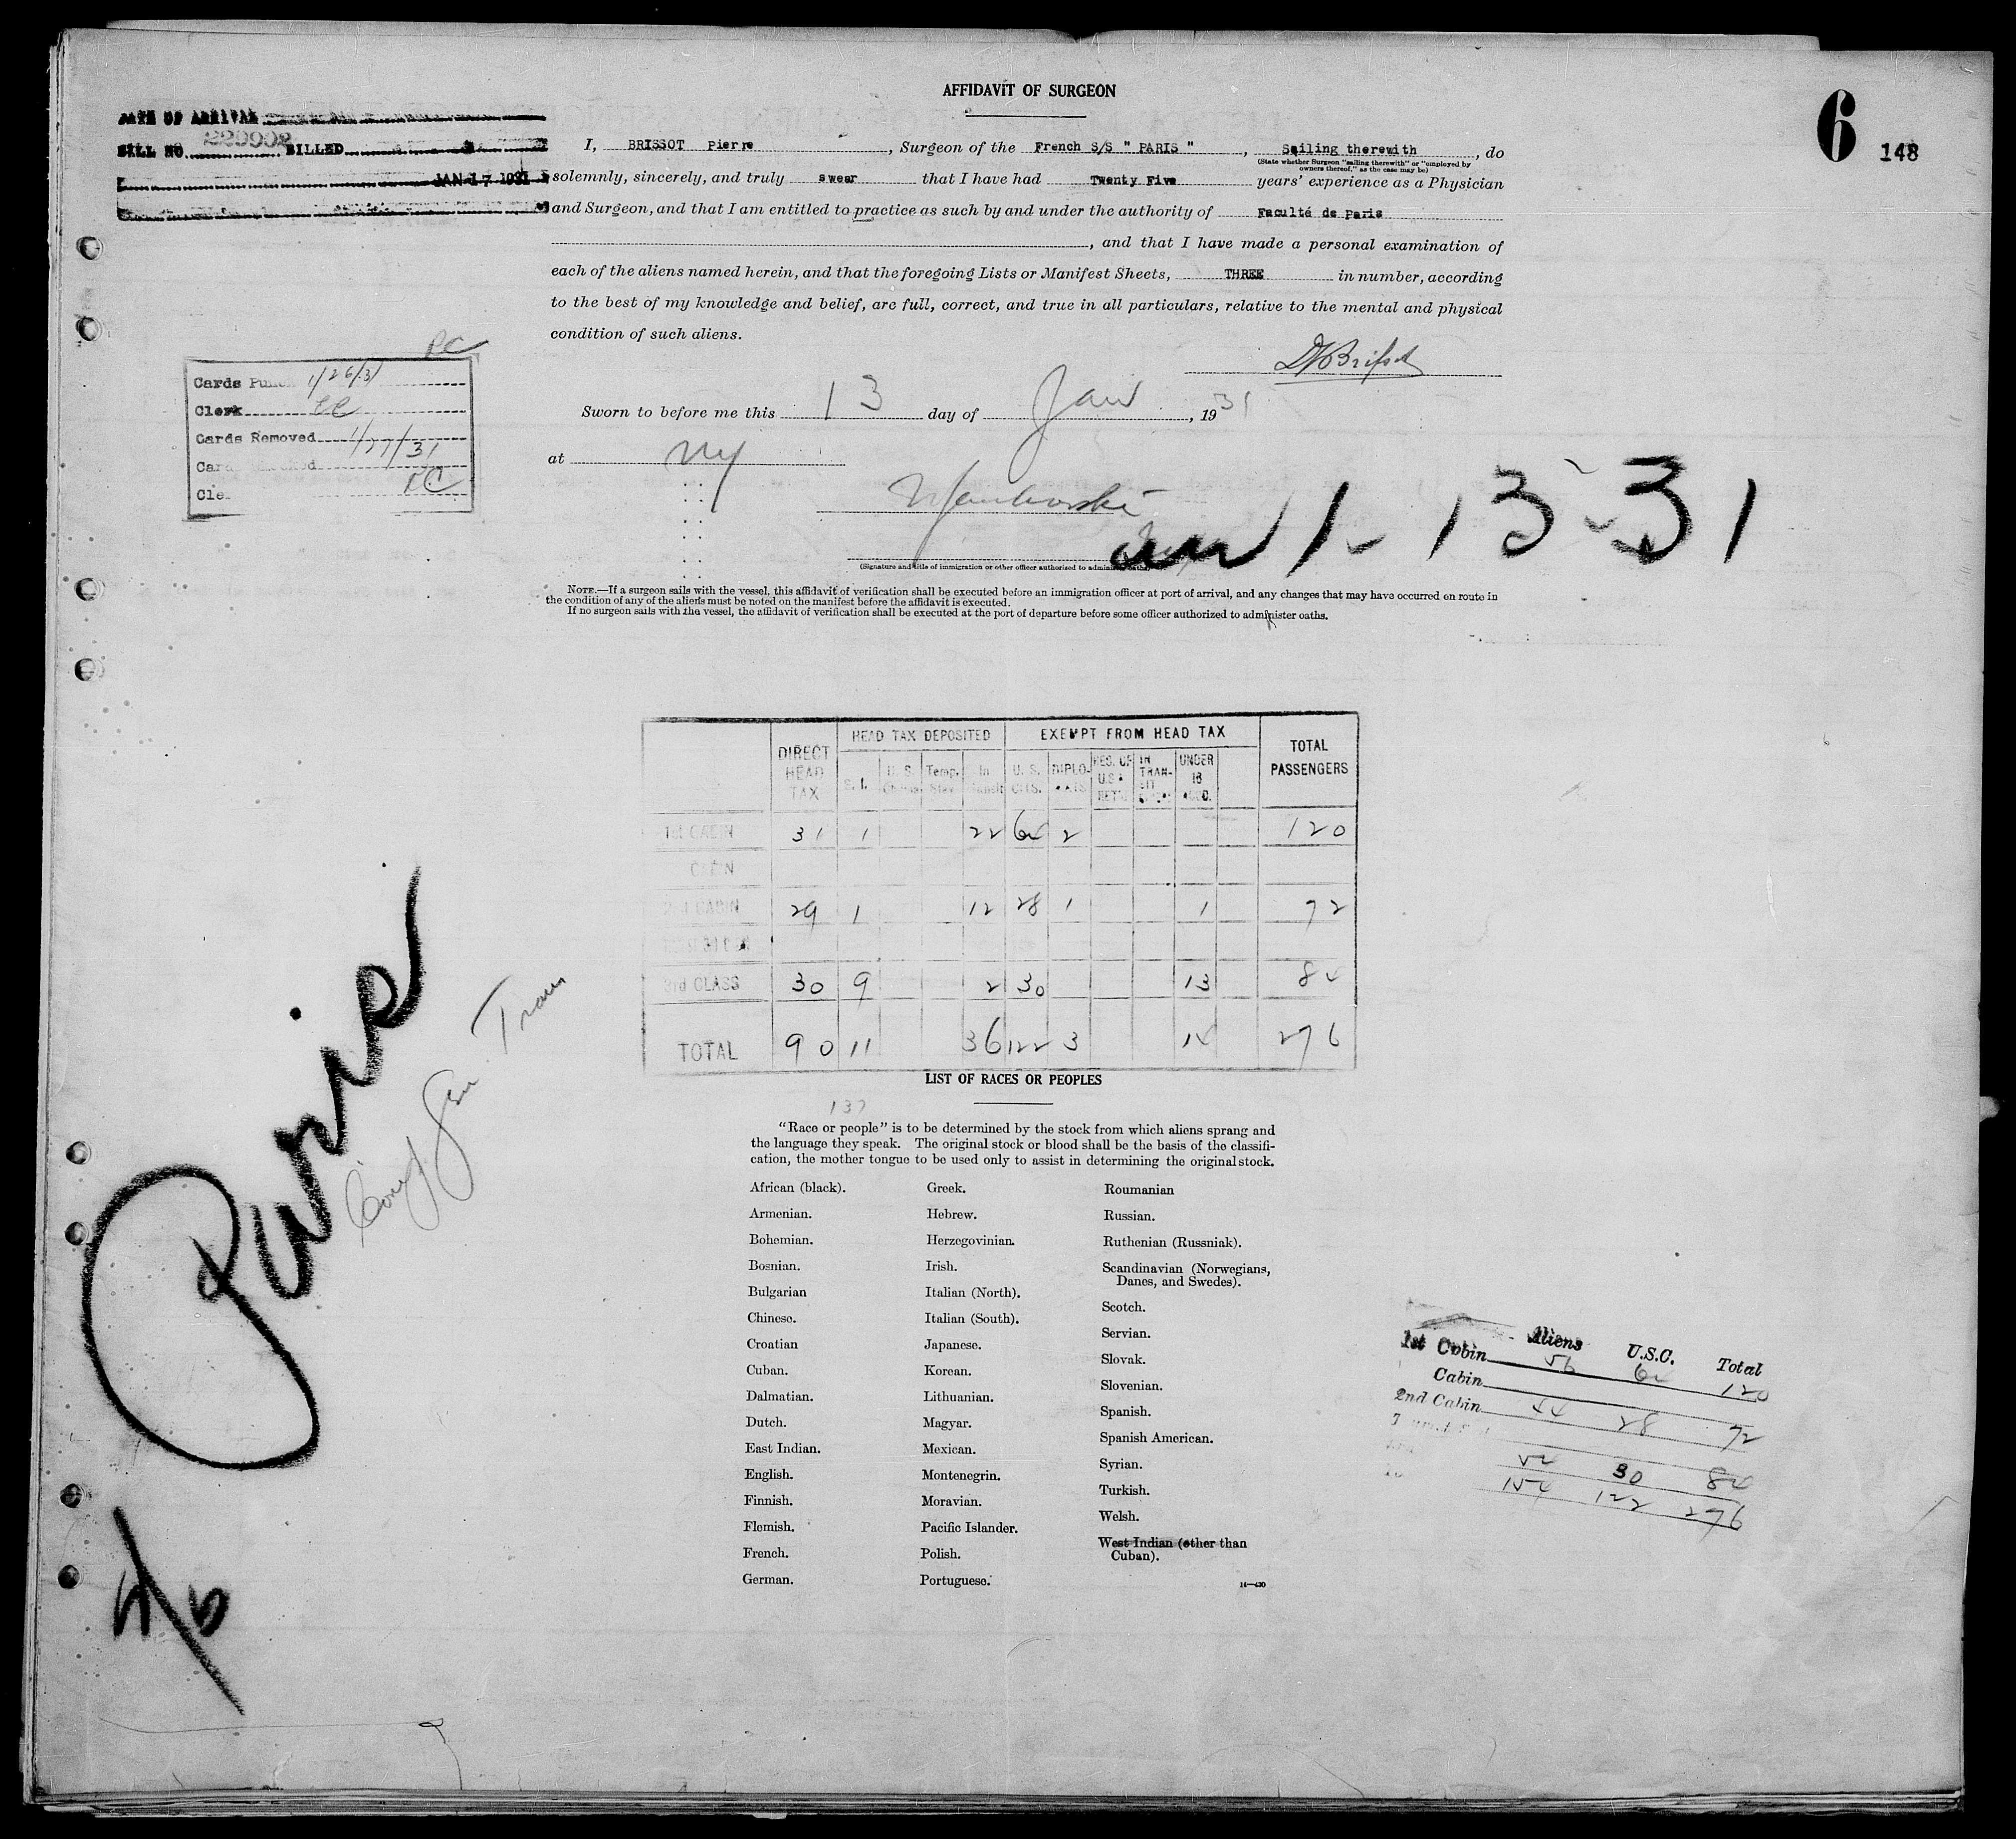 AFFIDAVIT OF SURGEON
6 148
DATE OF ARRIVAL
229992
BILL NO. BILLED
JAN 17 1931
I, BRISSOT Pierre, Surgeon of the French S/S " PARIS ", Sailing therewith, do
(State whether Surgeon "sailing therewith" or "employed by
owners thereof," as the case may be)
solemnly, sincerely, and truly swear that I have had Twenty Five years' experience as a Physician
and Surgeon, and that I am entitled to practice as such by and under the authority of Faculté de Paris
, and that I have made a personal examination of
each of the aliens named herein, and that the foregoing Lists or Manifest Sheets, THREE in number, according
to the best of my knowledge and belief, are full, correct, and true in all particulars, relative to the mental and physical
condition of such aliens.
Sworn to before me this 13 day of Jan, 1931
at NY
1-13-31
(Signature and title of immigration or other officer authorized to administer oaths)
NOTE.—If a surgeon sails with the vessel, this affidavit of verification shall be executed before an immigration officer at port of arrival, and any changes that may have occurred en route in
the condition of any of the aliens must be noted on the manifest before the affidavit is executed.
If no surgeon sails with the vessel, the affidavit of verification shall be executed at the port of departure before some officer authorized to administer oaths.
Cards 1/26/31
Clerk
Cards Removed 1/27/31
DIRECT HEAD TAX HEAD TAX DEPOSITED EXEMPT FROM HEAD TAX TOTAL PASSENGERS
S. I. U. S. Temp. Stay In U. S. CITS. DIPLO- RES. OF U.S. RET'G IN TRAN- SIT UNDER 16
1st CABIN 31 1 22 64 2 120
CABIN
2nd CABIN 29 1 12 28 1 1 72
3rd CLASS 30 9 2 30 13 84
TOTAL 90 11 36 122 3 14 276
LIST OF RACES OR PEOPLES
137
"Race or people" is to be determined by the stock from which aliens sprang and
the language they speak. The original stock or blood shall be the basis of the classifi-
cation, the mother tongue to be used only to assist in determining the original stock.
African (black).
Armenian.
Bohemian.
Bosnian.
Bulgarian
Chinese.
Croatian
Cuban.
Dalmatian.
Dutch.
East Indian.
English.
Finnish.
Flemish.
French.
German.
Greek.
Hebrew.
Herzegovinian.
Irish.
Italian (North).
Italian (South).
Japanese.
Korean.
Lithuanian.
Magyar.
Mexican.
Montenegrin.
Moravian.
Pacific Islander.
Polish.
Portuguese.
Roumanian
Russian.
Ruthenian (Russniak).
Scandinavian (Norwegians,
Danes, and Swedes).
Scotch.
Servian.
Slovak.
Slovenian.
Spanish.
Spanish American.
Syrian.
Turkish.
Welsh.
West Indian (other than
Cuban).
14—420
Paris
Gen Trans
Aliens U.S.C. Total
1st Cabin 56 64 120
Cabin
2nd Cabin 44 28 72
54 30 84
154 122 276